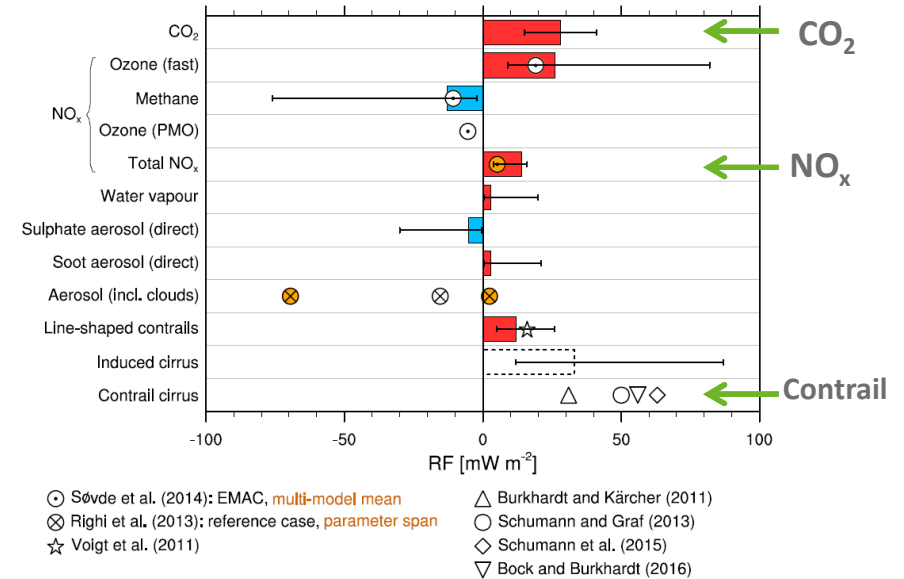 CO₂
CO₂
Ozone (fast)
Methane
NOₓ
Ozone (PMO)
Total NOₓ
NOₓ
Water vapour
Sulphate aerosol (direct)
Soot aerosol (direct)
Aerosol (incl. clouds)
Line-shaped contrails
Induced cirrus
Contrail cirrus
Contrail
-100 -50 0 50 100
RF [mW m⁻²]
Søvde et al. (2014): EMAC, multi-model mean
Righi et al. (2013): reference case, parameter span
Voigt et al. (2011)
Burkhardt and Kärcher (2011)
Schumann and Graf (2013)
Schumann et al. (2015)
Bock and Burkhardt (2016)